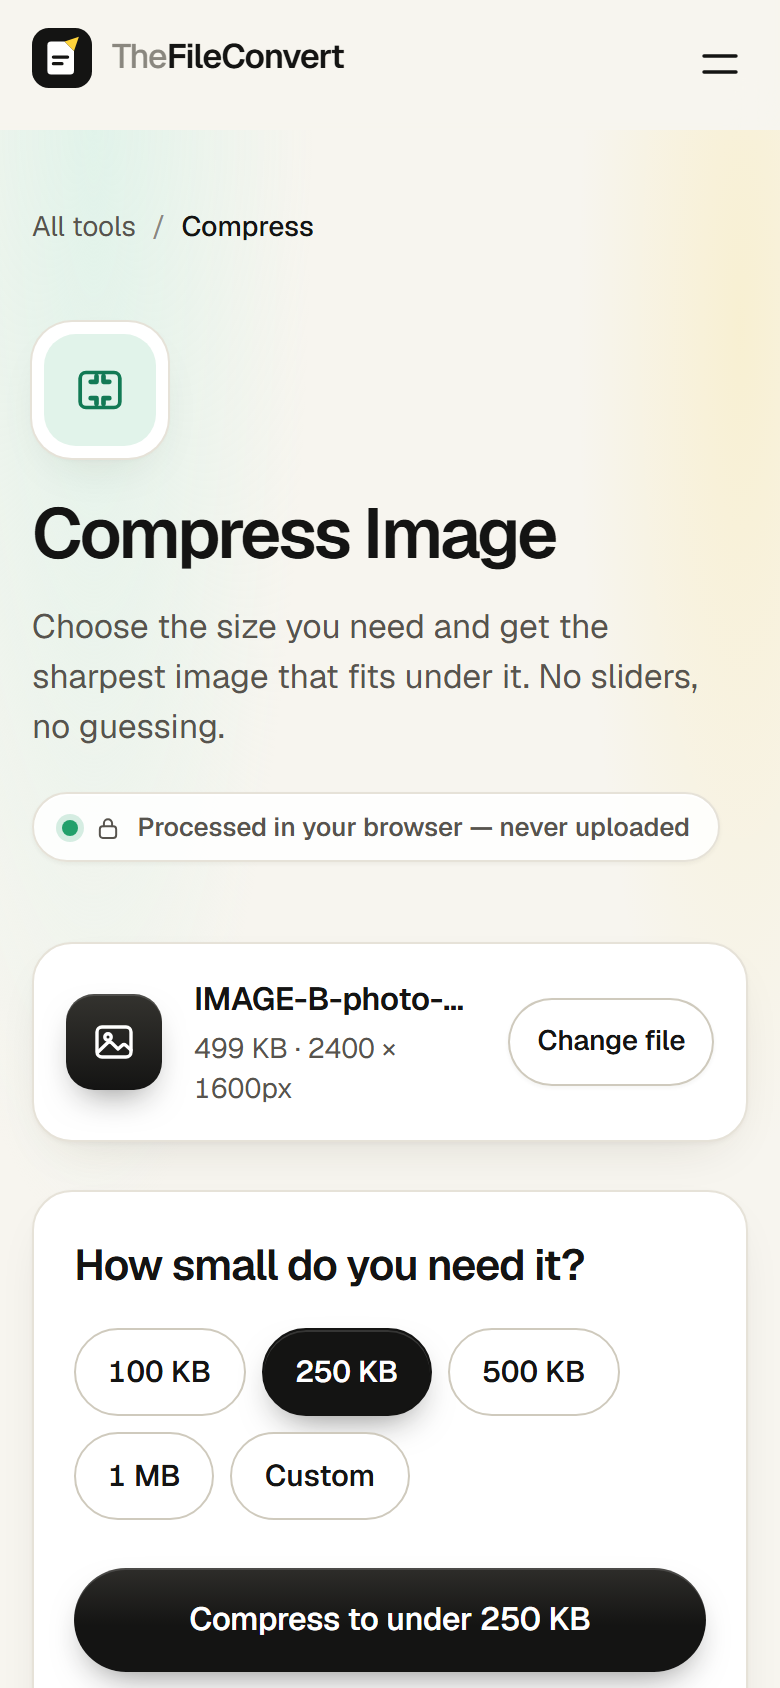 TheFileConvert
All tools / Compress
Compress Image
Choose the size you need and get the
sharpest image that fits under it. No sliders,
no guessing.
Processed in your browser — never uploaded
IMAGE-B-photo-...
499 KB · 2400 ×
1600px
Change file
How small do you need it?
100 KB
250 KB
500 KB
1 MB
Custom
Compress to under 250 KB